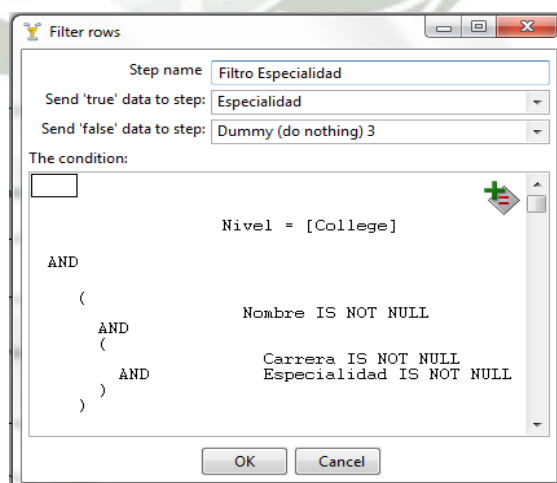 Filter rows
Step name Filtro Especialidad
Send 'true' data to step: Especialidad
Send 'false' data to step: Dummy (do nothing) 3
The condition:
Nivel = [College]
AND
(
Nombre IS NOT NULL
AND
(
Carrera IS NOT NULL
AND Especialidad IS NOT NULL
)
)
OK Cancel